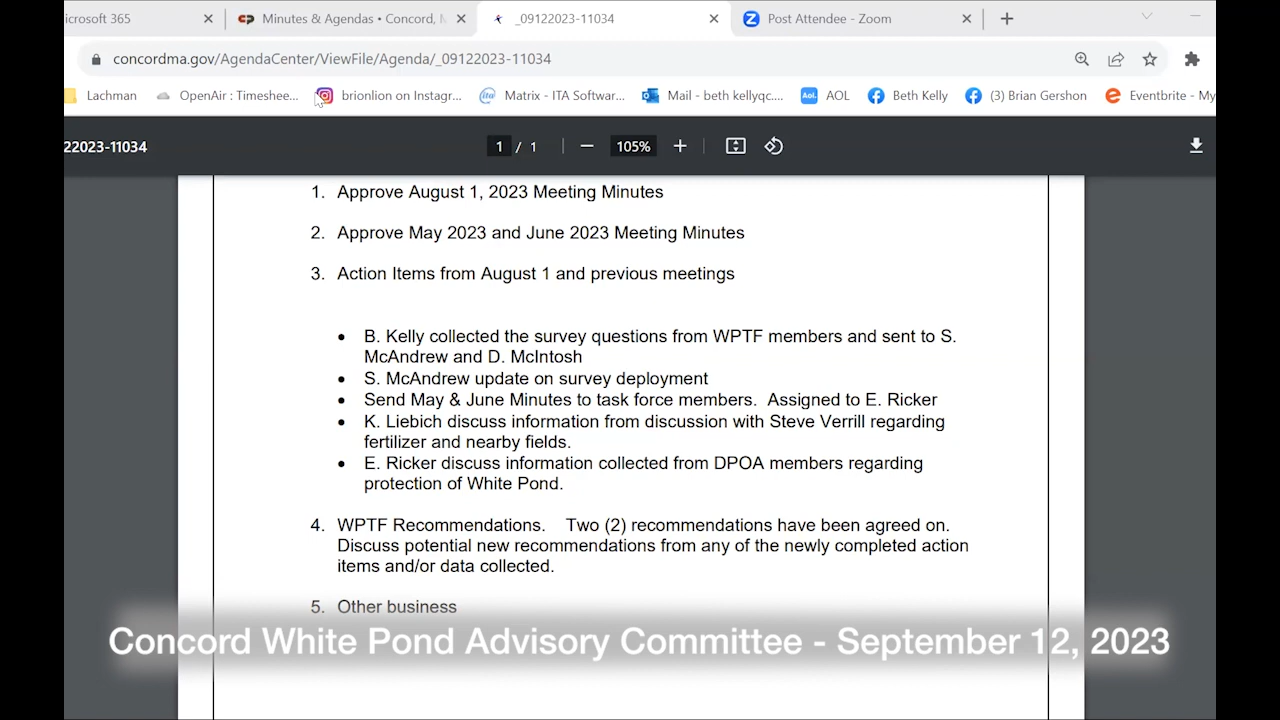 icrosoft 365
Minutes & Agendas • Concord, M
_09122023-11034
Post Attendee - Zoom
concordma.gov/AgendaCenter/ViewFile/Agenda/_09122023-11034
Lachman
OpenAir : Timeshee...
brionlion on Instagr...
Matrix - ITA Softwar...
Mail - beth kellyqc....
AOL
Beth Kelly
(3) Brian Gershon
Eventbrite - My
22023-11034
1 / 1
105%
1. Approve August 1, 2023 Meeting Minutes
2. Approve May 2023 and June 2023 Meeting Minutes
3. Action Items from August 1 and previous meetings
• B. Kelly collected the survey questions from WPTF members and sent to S.
McAndrew and D. McIntosh
• S. McAndrew update on survey deployment
• Send May & June Minutes to task force members. Assigned to E. Ricker
• K. Liebich discuss information from discussion with Steve Verrill regarding
fertilizer and nearby fields.
• E. Ricker discuss information collected from DPOA members regarding
protection of White Pond.
4. WPTF Recommendations. Two (2) recommendations have been agreed on.
Discuss potential new recommendations from any of the newly completed action
items and/or data collected.
5. Other business
Concord White Pond Advisory Committee - September 12, 2023